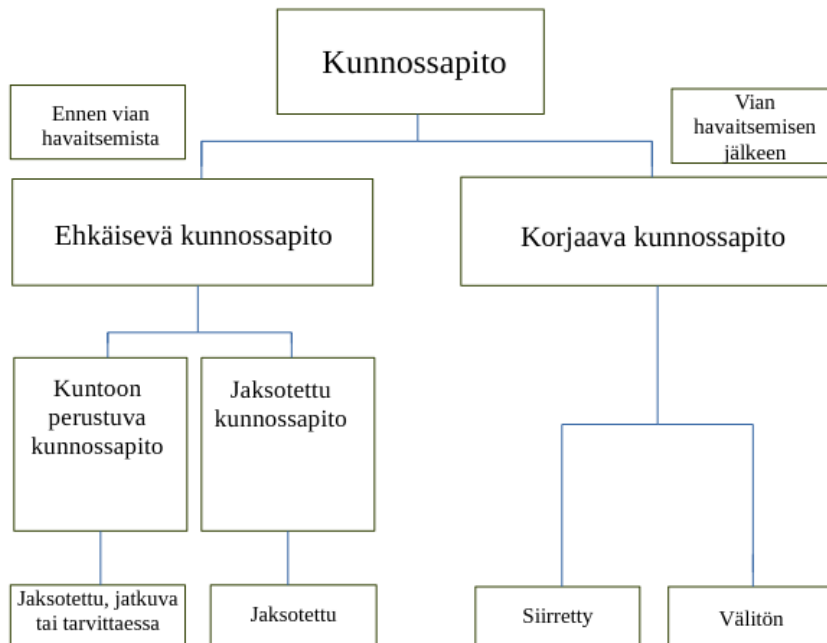 Kunnossapito
Ennen vian
havaitsemista
Vian
havaitsemisen
jälkeen
Ehkäisevä kunnossapito
Korjaava kunnossapito
Kuntoon
perustuva
kunnossapito
Jaksotettu
kunnossapito
Jaksotettu, jatkuva
tai tarvittaessa
Jaksotettu
Siirretty
Välitön